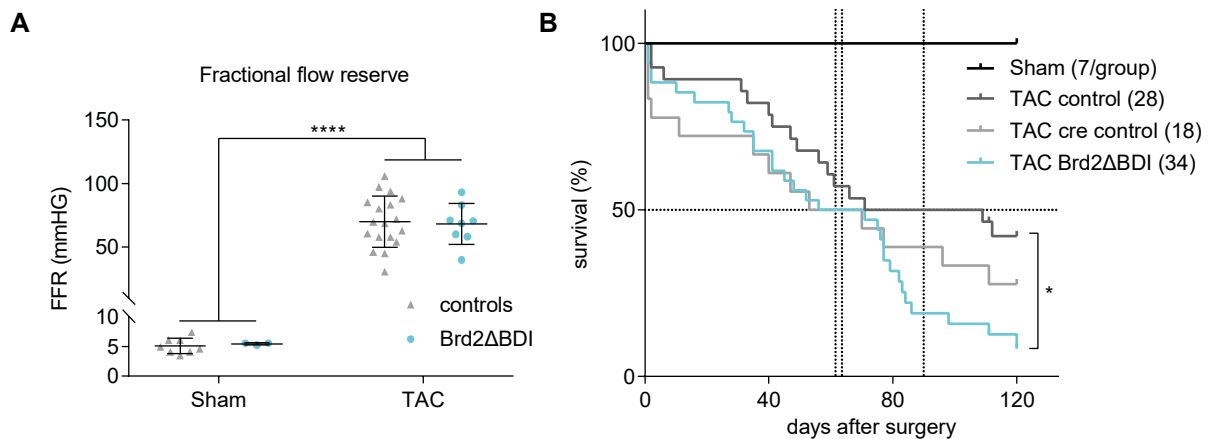 A
Fractional flow reserve
FFR (mmHG)
150
100
50
10
5
0
****
controls
Brd2ΔBDI
Sham
TAC
B
survival (%)
100
50
0
Sham (7/group)
TAC control (28)
TAC cre control (18)
TAC Brd2ΔBDI (34)
*
0
40
80
120
days after surgery